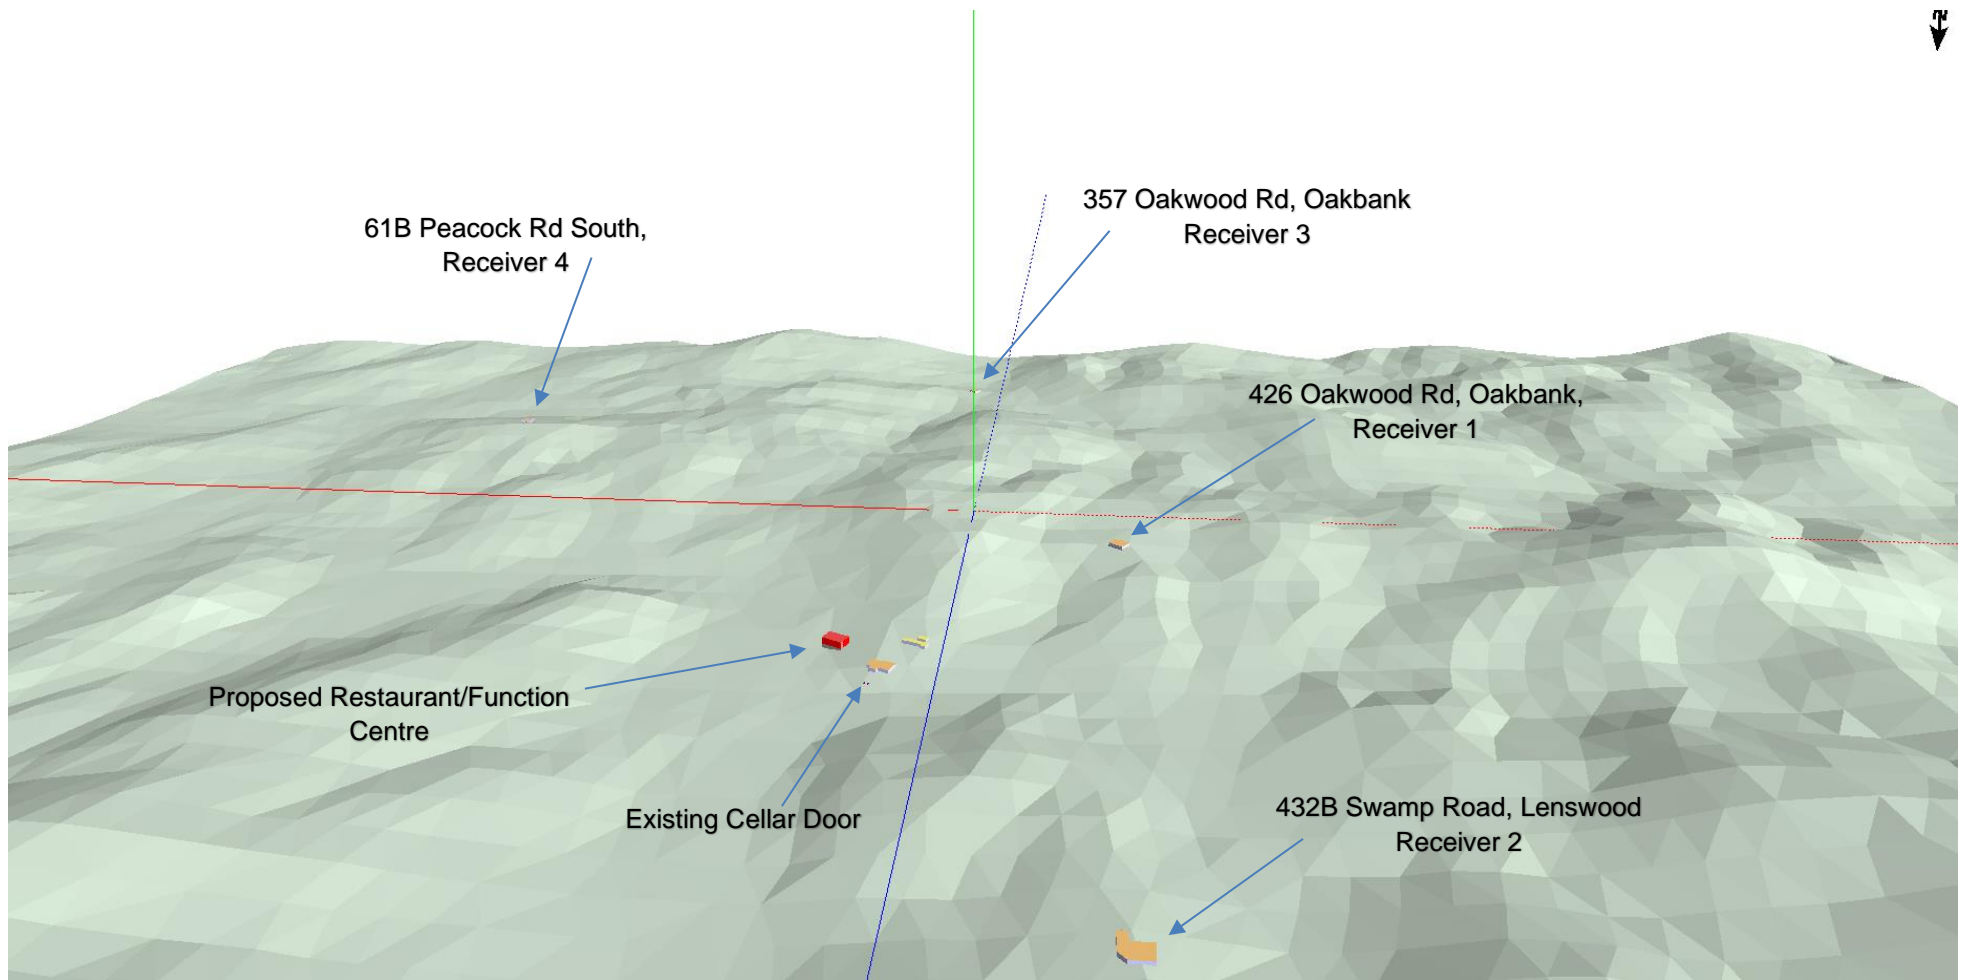 357 Oakwood Rd, Oakbank
Receiver 3
61B Peacock Rd South,
Receiver 4
426 Oakwood Rd, Oakbank,
Receiver 1
Proposed Restaurant/Function
Centre
Existing Cellar Door
432B Swamp Road, Lenswood
Receiver 2